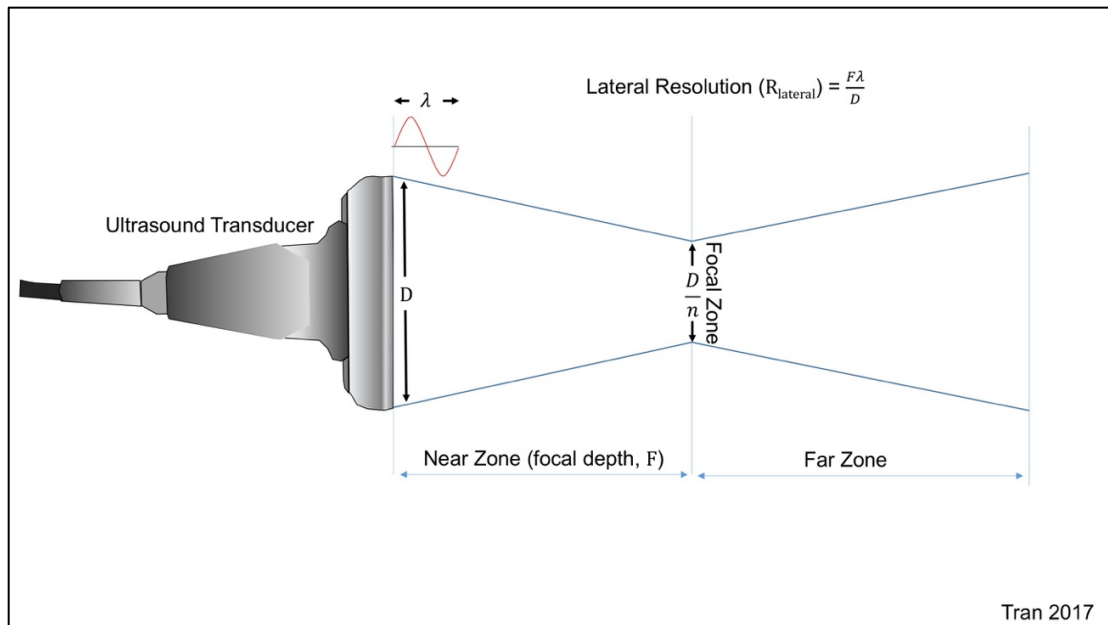 Lateral Resolution (R_lateral) = Fλ/D
λ
Ultrasound Transducer
D
D/n
Focal Zone
Near Zone (focal depth, F)
Far Zone
Tran 2017